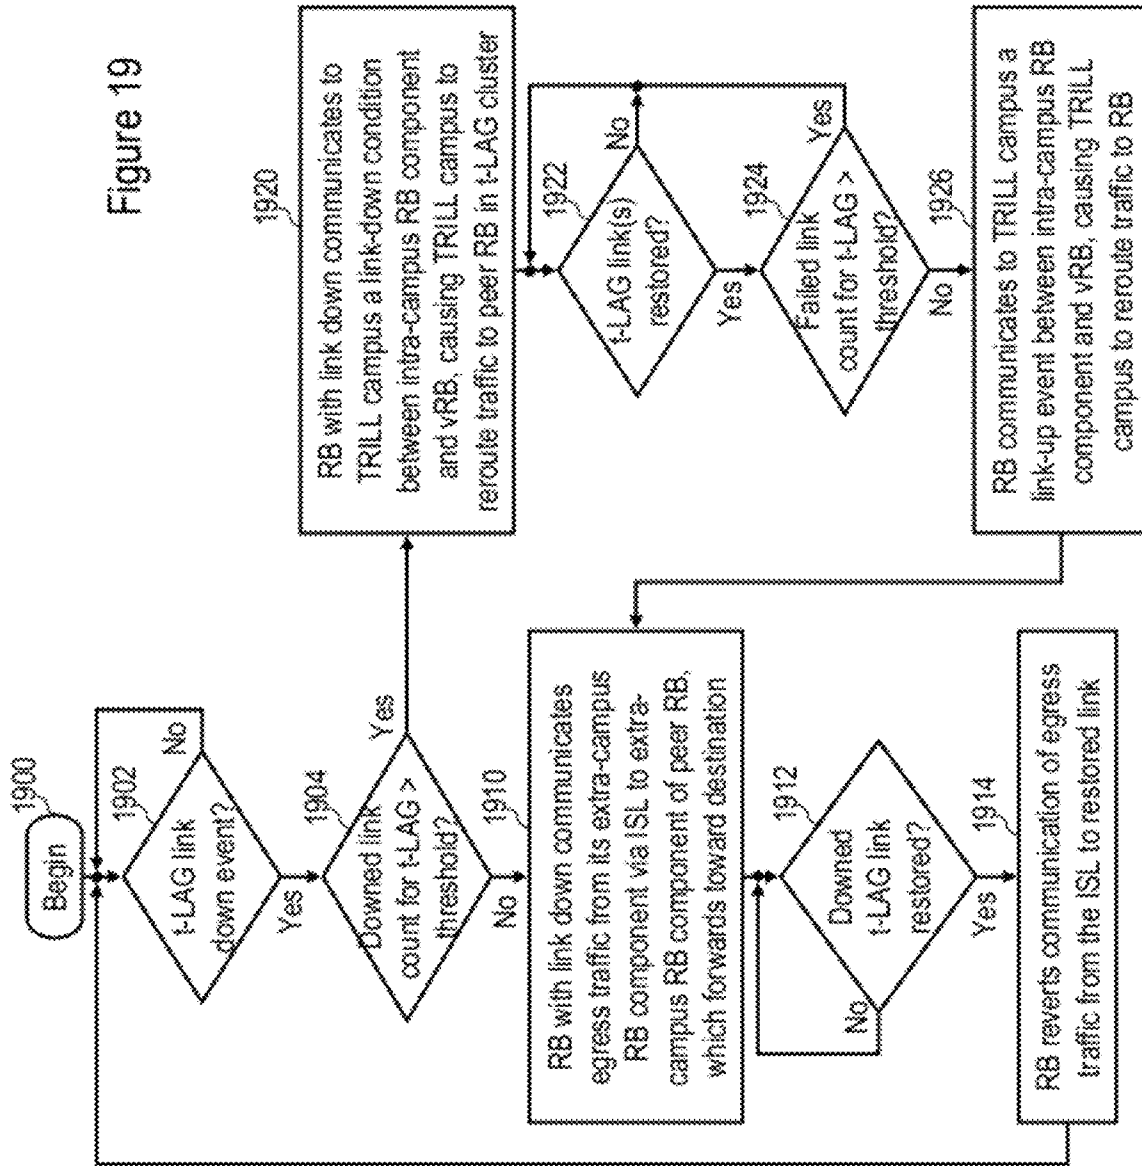 Figure 19
1900
Begin
1902
t-LAG link
down event?
No
Yes
1904
Downed link
count for t-LAG >
threshold?
Yes
No
1910
RB with link down communicates
egress traffic from its extra-campus
RB component via ISL to extra-
campus RB component of peer RB,
which forwards toward destination
1912
Downed
t-LAG link
restored?
No
Yes
1914
RB reverts communication of egress
traffic from the ISL to restored link
1920
RB with link down communicates to
TRILL campus a link-down condition
between intra-campus RB component
and vRB, causing TRILL campus to
reroute traffic to peer RB in t-LAG cluster
1922
t-LAG link(s)
restored?
No
Yes
1924
Failed link
count for t-LAG >
threshold?
Yes
No
1926
RB communicates to TRILL campus a
link-up event between intra-campus RB
component and vRB, causing TRILL
campus to reroute traffic to RB